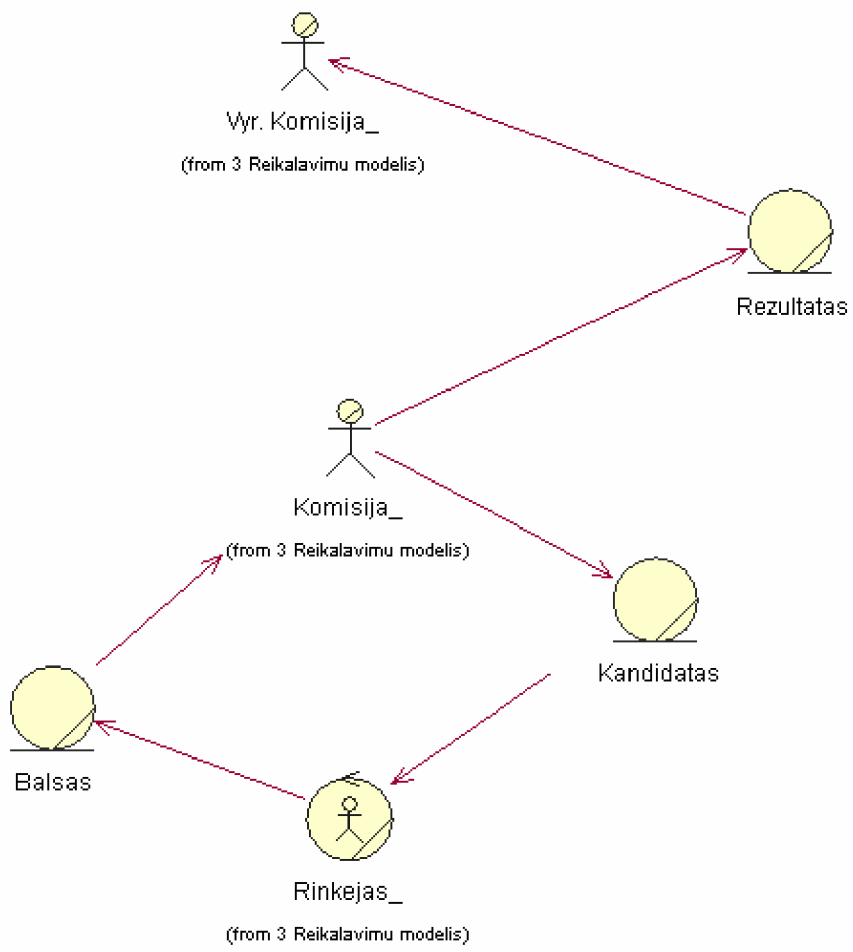 Vyr. Komisija_
(from 3 Reikalavimu modelis)
Rezultatas
Komisija_
(from 3 Reikalavimu modelis)
Kandidatas
Balsas
Rinkejas_
(from 3 Reikalavimu modelis)